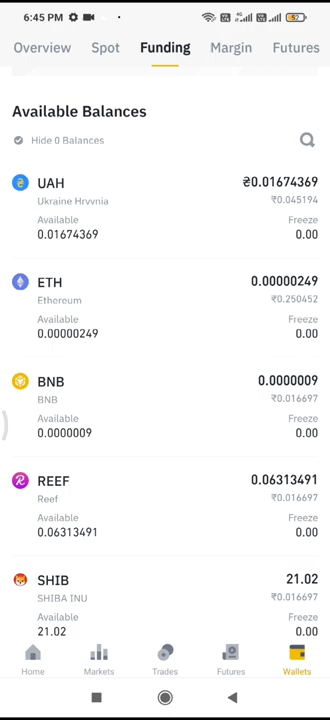 6:45 PM
52
Overview Spot Funding Margin Futures
Available Balances
Hide 0 Balances
UAH ₴0.01674369
Ukraine Hrvvnia ₹0.045194
Available Freeze
0.01674369 0.00
ETH 0.00000249
Ethereum ₹0.250452
Available Freeze
0.00000249 0.00
BNB 0.0000009
BNB ₹0.016697
Available Freeze
0.0000009 0.00
REEF 0.06313491
Reef ₹0.016697
Available Freeze
0.06313491 0.00
SHIB 21.02
SHIBA INU ₹0.016697
Available Freeze
21.02 0.00
Home Markets Trades Futures Wallets